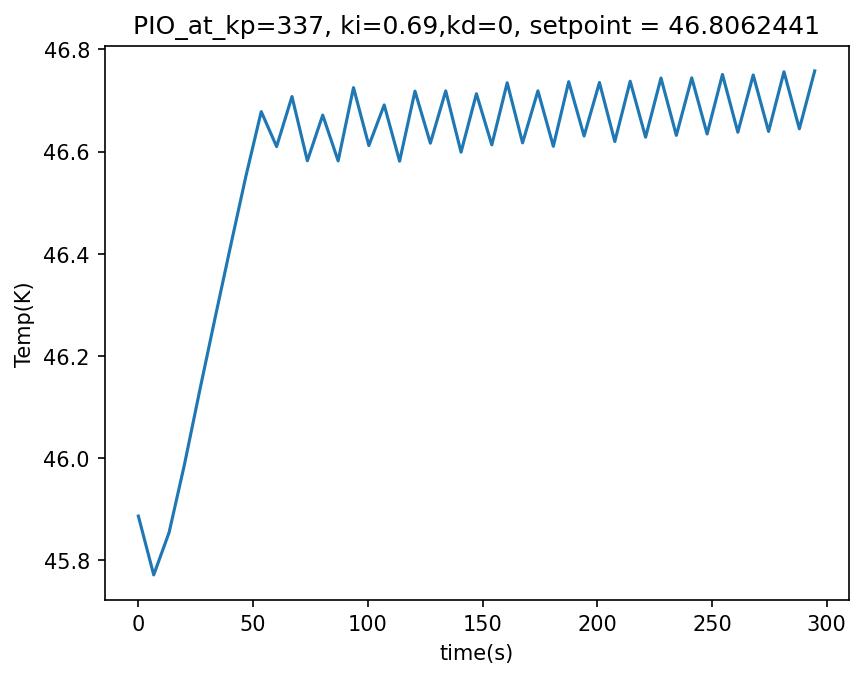 PIO_at_kp=337, ki=0.69,kd=0, setpoint = 46.8062441
46.8
46.6
46.4
46.2
46.0
45.8
Temp(K)
0 50 100 150 200 250 300
time(s)